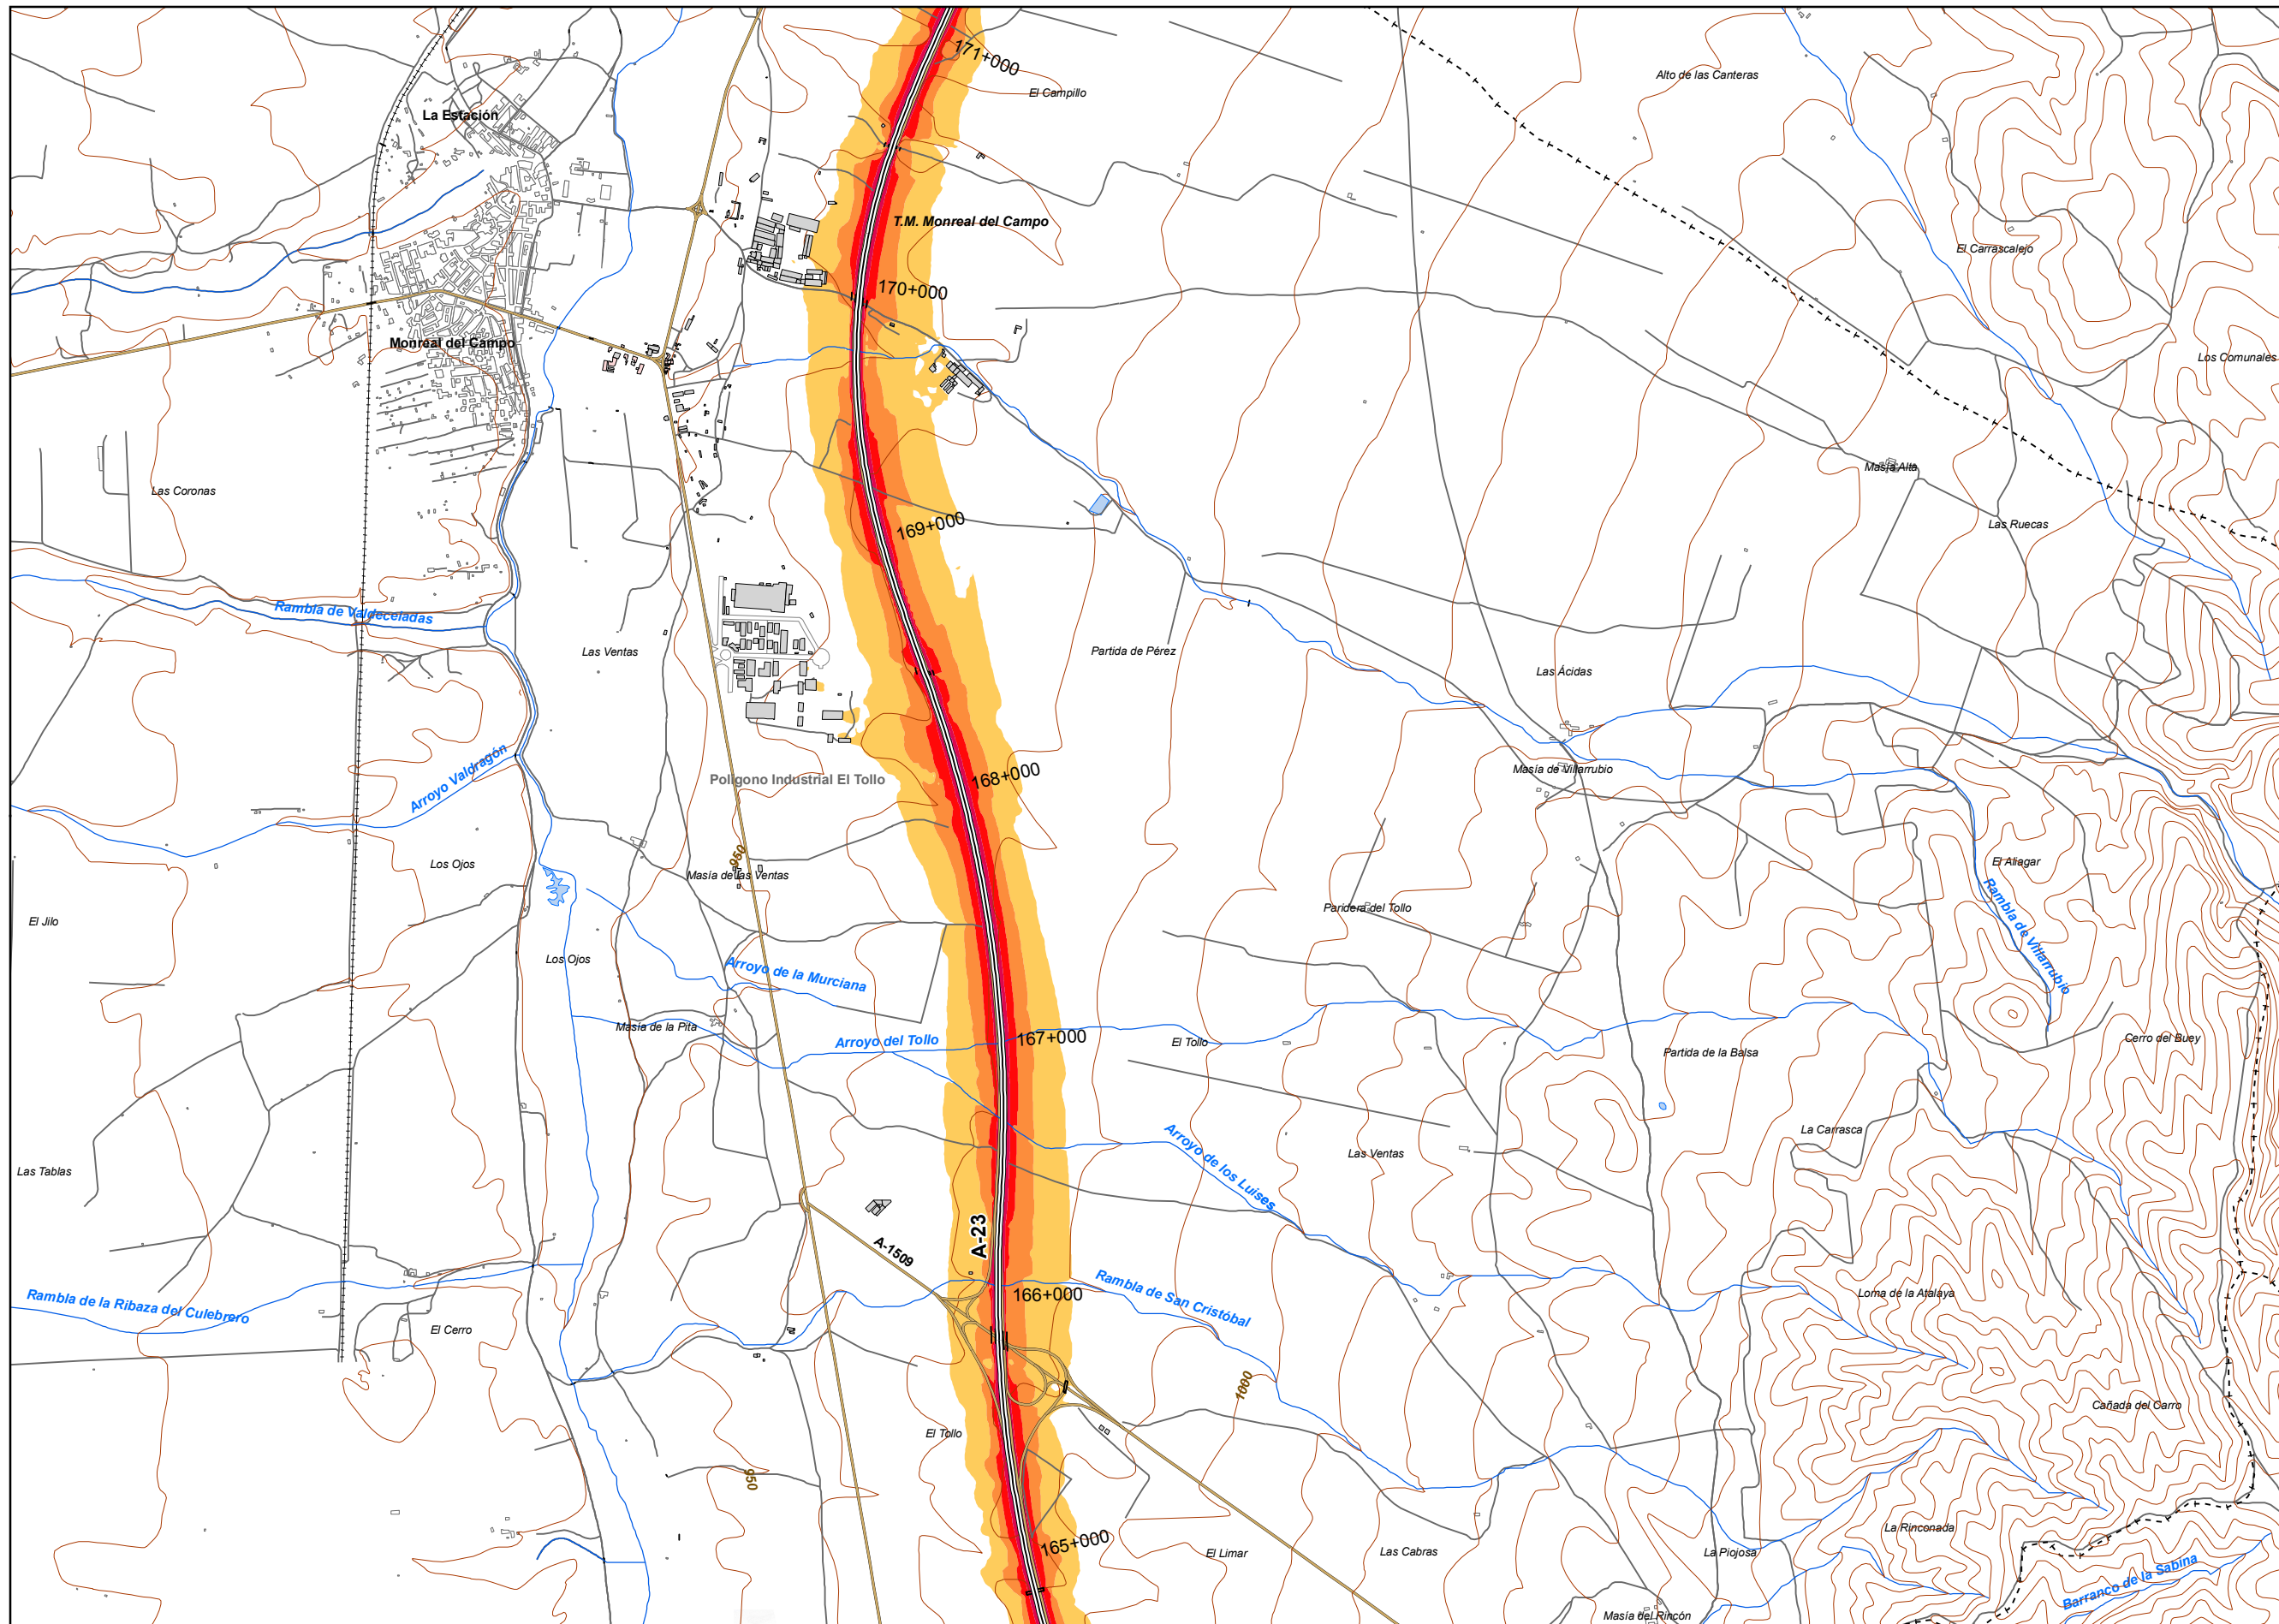 171+000
Alto de las Canteras
El Campillo
La Estación
T.M. Monreal del Campo
El Carrascalejo
170+000
Monreal del Campo
Los Comunales
Masía Alta
Las Coronas
169+000
Las Ruecas
Rambla de Valdeceladas
Las Ventas
Partida de Pérez
Las Ácidas
Arroyo Valdragón
168+000
Masía de Villarrubio
Polígono Industrial El Tollo
950
Los Ojos
El Aliagar
Masía de las Ventas
Rambla de Villarrubio
El Jilo
Paridera del Tollo
Los Ojos
Arroyo de la Murciana
Masía de la Pita
167+000
Arroyo del Tollo
El Tollo
Cerro del Buey
Partida de la Balsa
La Carrasca
Arroyo de los Luises
Las Ventas
Las Tablas
A-23
A-1509
Rambla de San Cristóbal
166+000
Loma de la Atalaya
Rambla de la Ribaza del Culebrero
El Cerro
1000
Cañada del Carro
El Tollo
950
La Rinconada
165+000
El Limar
Las Cabras
La Piojosa
Barranco de la Sabina
Masía del Rincón